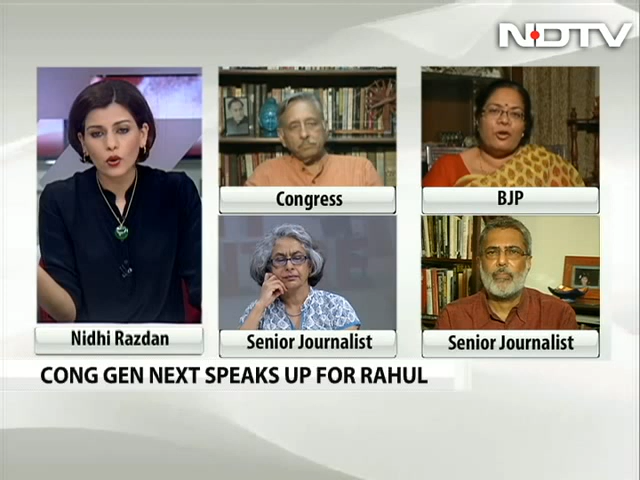 NDTV
Congress
BJP
Nidhi Razdan
Senior Journalist
Senior Journalist
CONG GEN NEXT SPEAKS UP FOR RAHUL